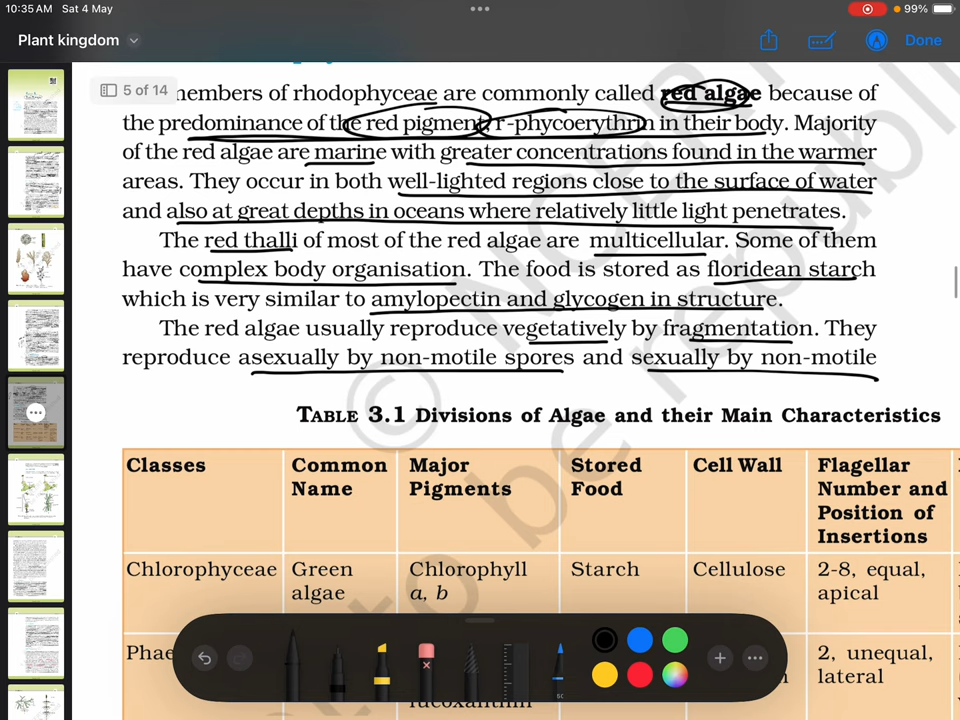 10:35 AM Sat 4 May
99%
Plant kingdom
Done
5 of 14
members of rhodophyceae are commonly called red algae because of
the predominance of the red pigment, r-phycoerythrin in their body. Majority
of the red algae are marine with greater concentrations found in the warmer
areas. They occur in both well-lighted regions close to the surface of water
and also at great depths in oceans where relatively little light penetrates.
The red thalli of most of the red algae are multicellular. Some of them
have complex body organisation. The food is stored as floridean starch
which is very similar to amylopectin and glycogen in structure.
The red algae usually reproduce vegetatively by fragmentation. They
reproduce asexually by non-motile spores and sexually by non-motile
TABLE 3.1 Divisions of Algae and their Main Characteristics
Classes Common Name Major Pigments Stored Food Cell Wall Flagellar Number and Position of Insertions
Chlorophyceae Green algae Chlorophyll a, b Starch Cellulose 2-8, equal, apical
Phae 2, unequal, lateral
fucoxanthin